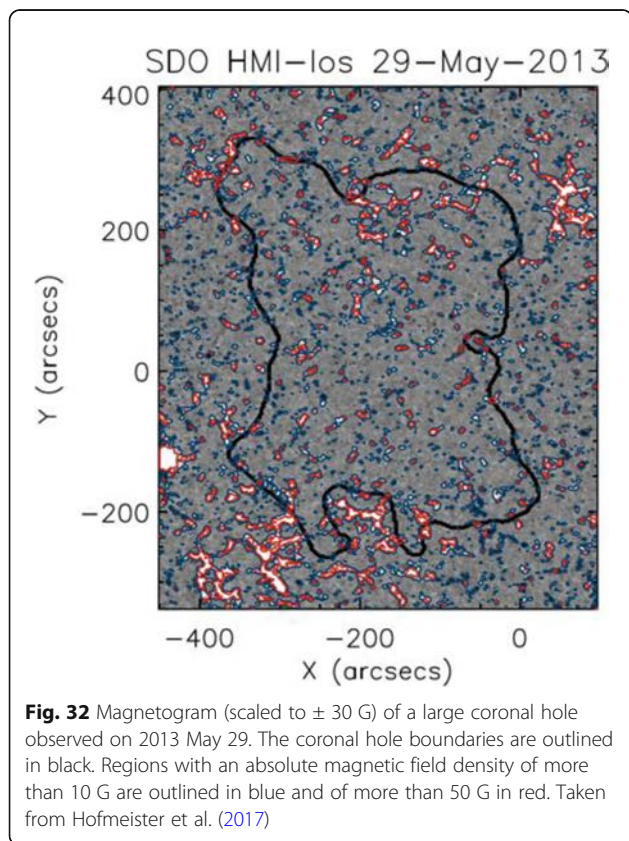 SDO HMI-los 29-May-2013
400
200
0
-200
Y (arcsecs)
-400 -200 0
X (arcsecs)
Fig. 32 Magnetogram (scaled to ± 30 G) of a large coronal hole
observed on 2013 May 29. The coronal hole boundaries are outlined
in black. Regions with an absolute magnetic field density of more
than 10 G are outlined in blue and of more than 50 G in red. Taken
from Hofmeister et al. (2017)